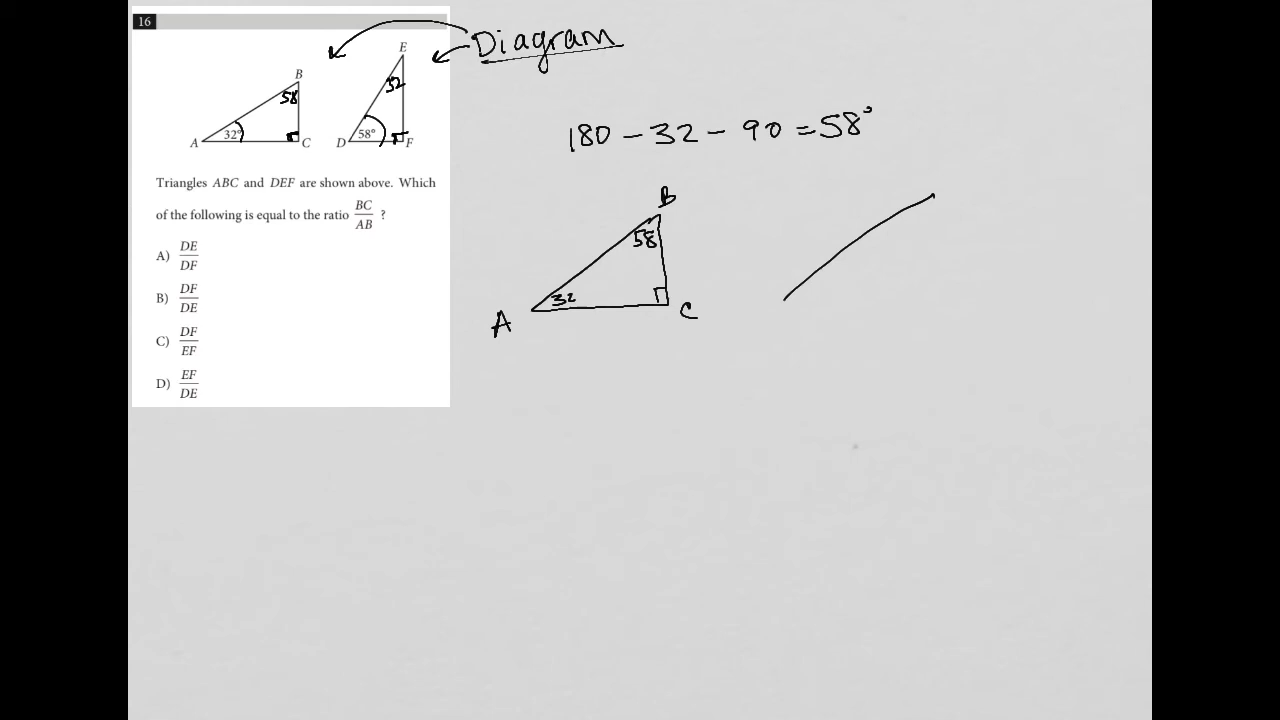 16
Diagram
B
58
32°
A
C
E
32
58°
D
F
180 - 32 - 90 = 58°
Triangles ABC and DEF are shown above. Which
of the following is equal to the ratio BC/AB ?
A) DE/DF
B) DF/DE
C) DF/EF
D) EF/DE
B
58
32
A
C